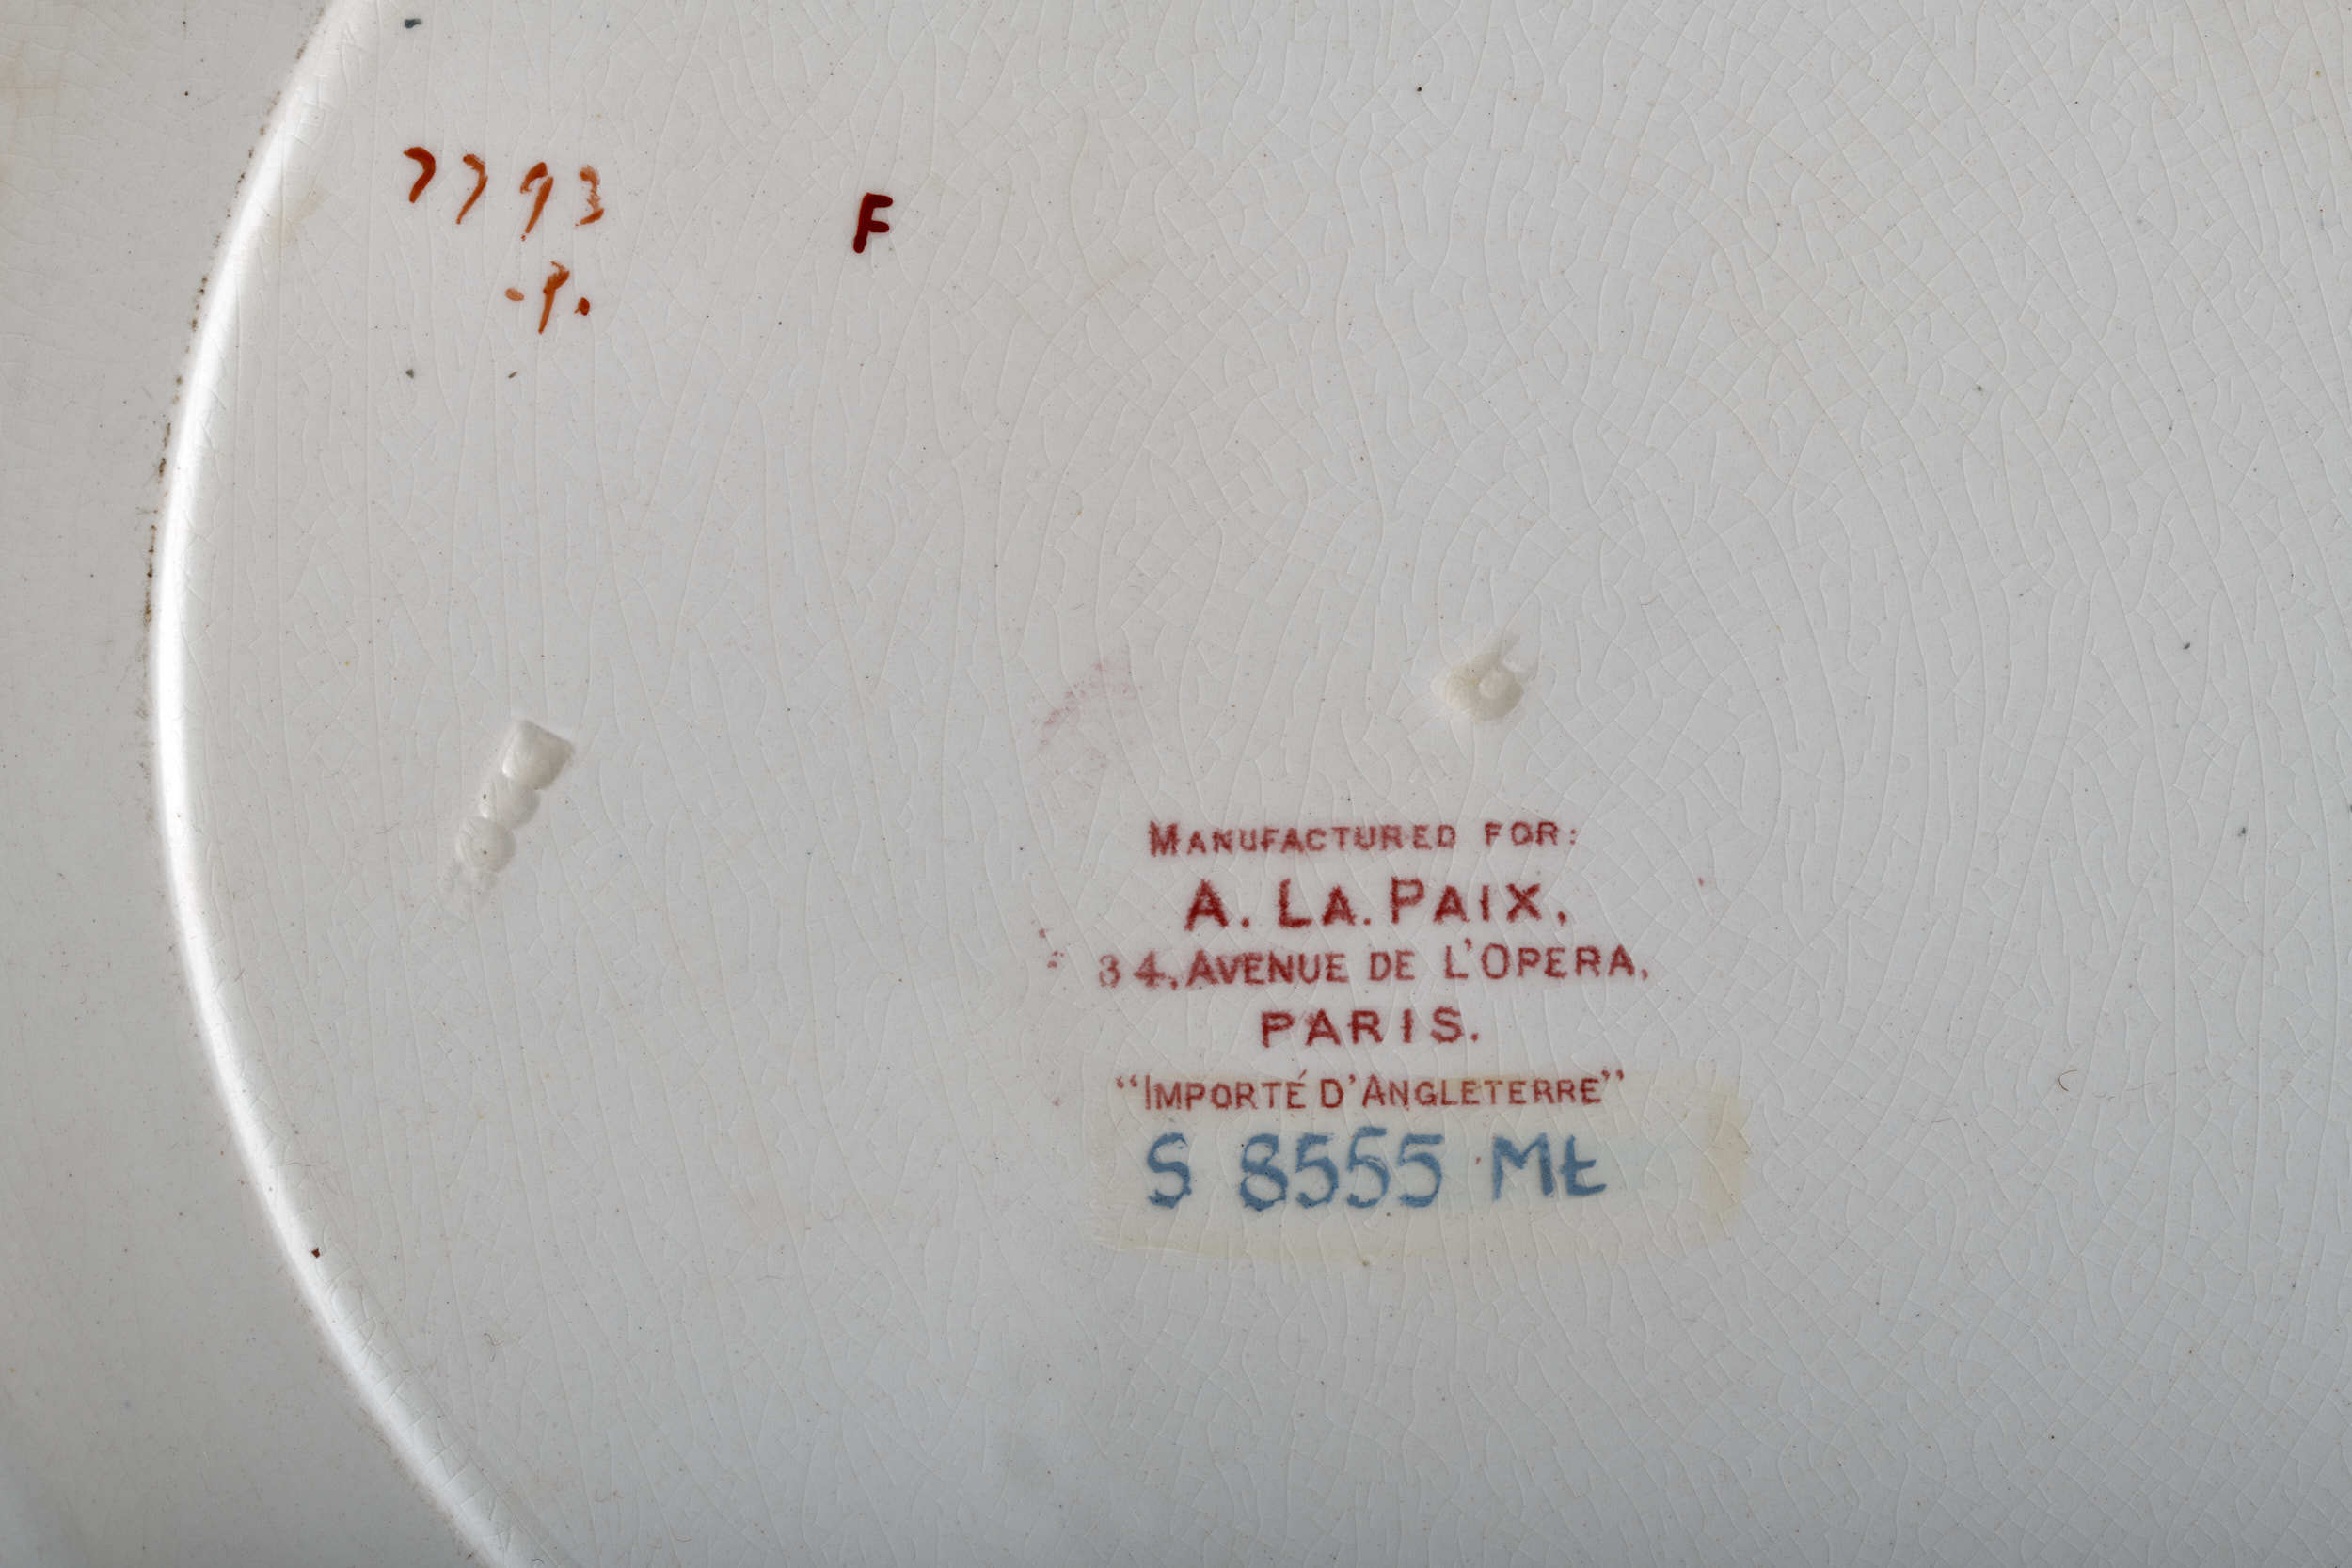 7793
F
.P.
MANUFACTURED FOR:
A. LA. PAIX,
34, AVENUE DE L'OPERA,
PARIS.
“IMPORTÉ D'ANGLETERRE”
S 8555 Mt